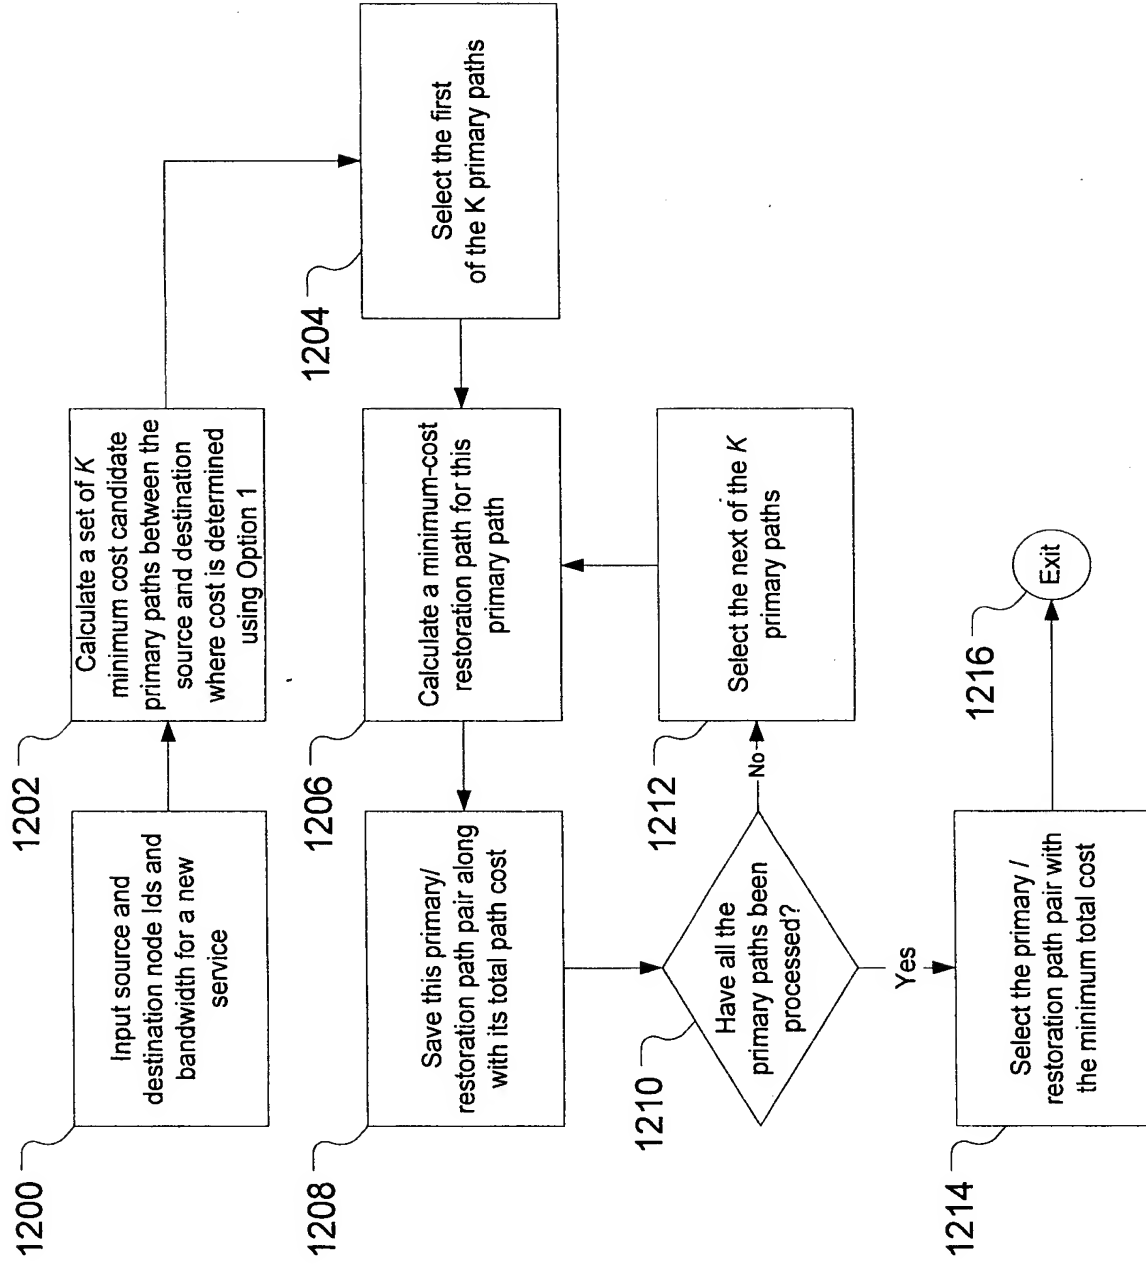 1200
Input source and
destination node Ids and
bandwidth for a new
service
1202
Calculate a set of K
minimum cost candidate
primary paths between the
source and destination
where cost is determined
using Option 1
1204
Select the first
of the K primary paths
1206
Calculate a minimum-cost
restoration path for this
primary path
1208
Save this primary/
restoration path pair along
with its total path cost
1210
Have all the
primary paths been
processed?
No
1212
Select the next of the K
primary paths
Yes
1214
Select the primary /
restoration path pair with
the minimum total cost
1216
Exit